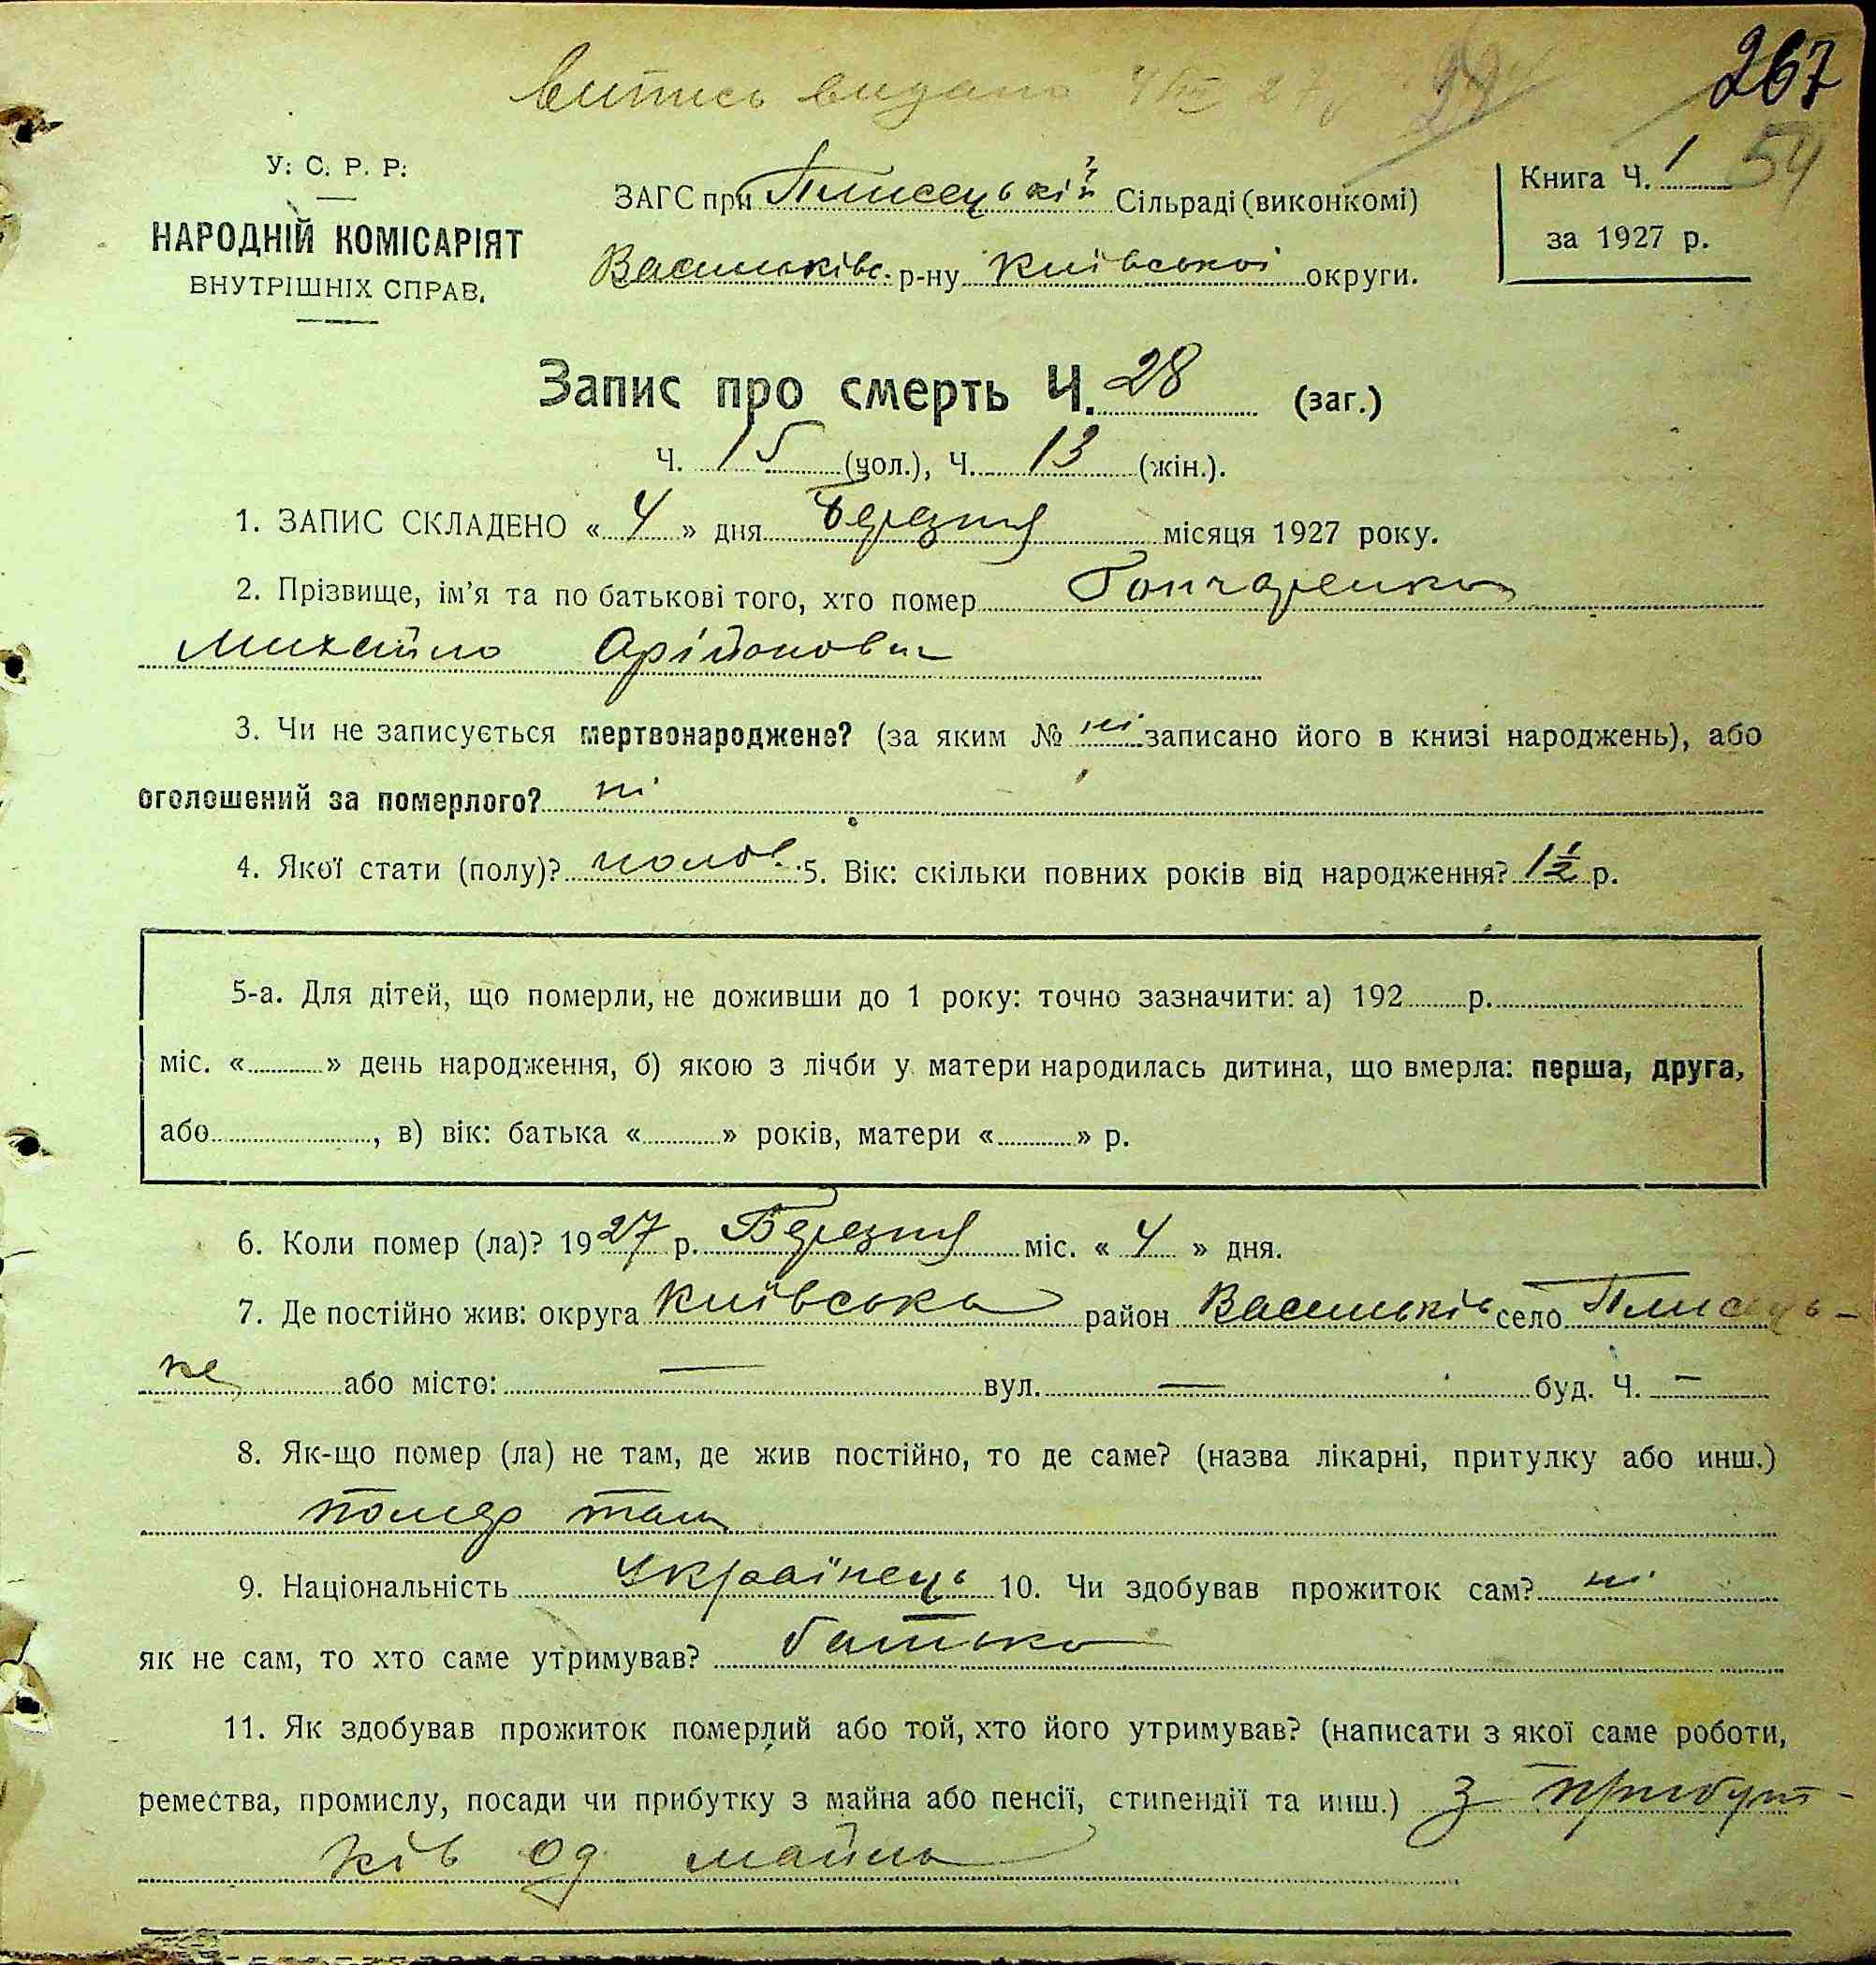 267
витись видано
54
У. С. Р. Р.
НАРОДНІЙ КОМІСАРІЯТ
ВНУТРІШНІХ СПРАВ.
ЗАГС при Плисецькій Сільраді (виконкомі)
Васильківс. р-ну Київської округи.
Книга Ч. 1
за 1927 р.
Запис про смерть Ч. 28 (заг.)
Ч. 15 (чол.), Ч. 13 (жін.).
1. ЗАПИС СКЛАДЕНО « 4 » дня Березня місяця 1927 року.
2. Прізвище, ім’я та по батькові того, хто помер Гончаренко
Михайло Арійонович
3. Чи не записується мертвонароджене? (за яким № ні записано його в книзі народжень), або
оголошений за померлого? ні
4. Якої стати (полу)? чолов. 5. Вік: скільки повних років від народження? 1½ р.
5-а. Для дітей, що померли, не доживши до 1 року: точно зазначити: а) 192 р.
міс. « » день народження, б) якою з лічби у матери народилась дитина, що вмерла: перша, друга,
або , в) вік: батька « » років, матери « » р.
6. Коли помер (ла)? 1927 р. Березня міс. « 4 » дня.
7. Де постійно жив: округа Київська район Васильків село Плисець-
ке або місто: — вул. — буд. Ч. —
8. Як-що помер (ла) не там, де жив постійно, то де саме? (назва лікарні, притулку або инш.)
помер там
9. Національність Українець 10. Чи здобував прожиток сам? ні
як не сам, то хто саме утримував? батько
11. Як здобував прожиток померлий або той, хто його утримував? (написати з якої саме роботи,
ремества, промислу, посади чи прибутку з майна або пенсії, стипендії та инш.) З прибут-
ків од майна